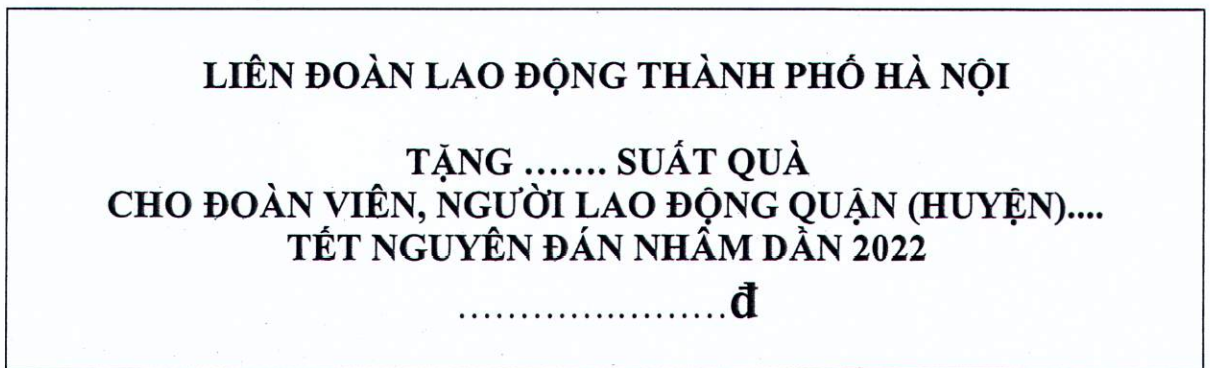 LIÊN ĐOÀN LAO ĐỘNG THÀNH PHỐ HÀ NỘI
TẶNG ....... SUẤT QUÀ
CHO ĐOÀN VIÊN, NGƯỜI LAO ĐỘNG QUẬN (HUYỆN)....
TẾT NGUYÊN ĐÁN NHÂM DẦN 2022
......................đ